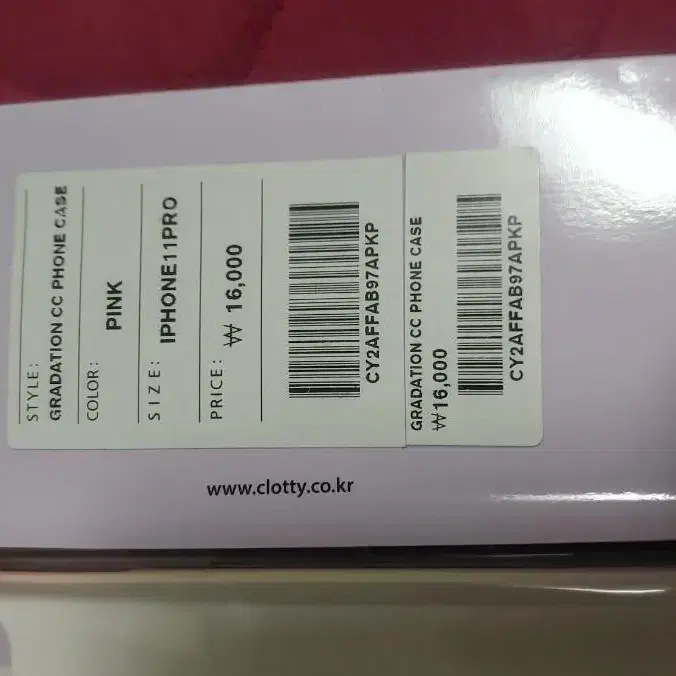 STYLE:
GRADATION CC PHONE CASE
COLOR:
PINK
SIZE:
IPHONE11PRO
PRICE:
₩ 16,000
CY2AFFAB97APKP
GRADATION CC PHONE CASE
₩16,000
CY2AFFAB97APKP
www.clotty.co.kr